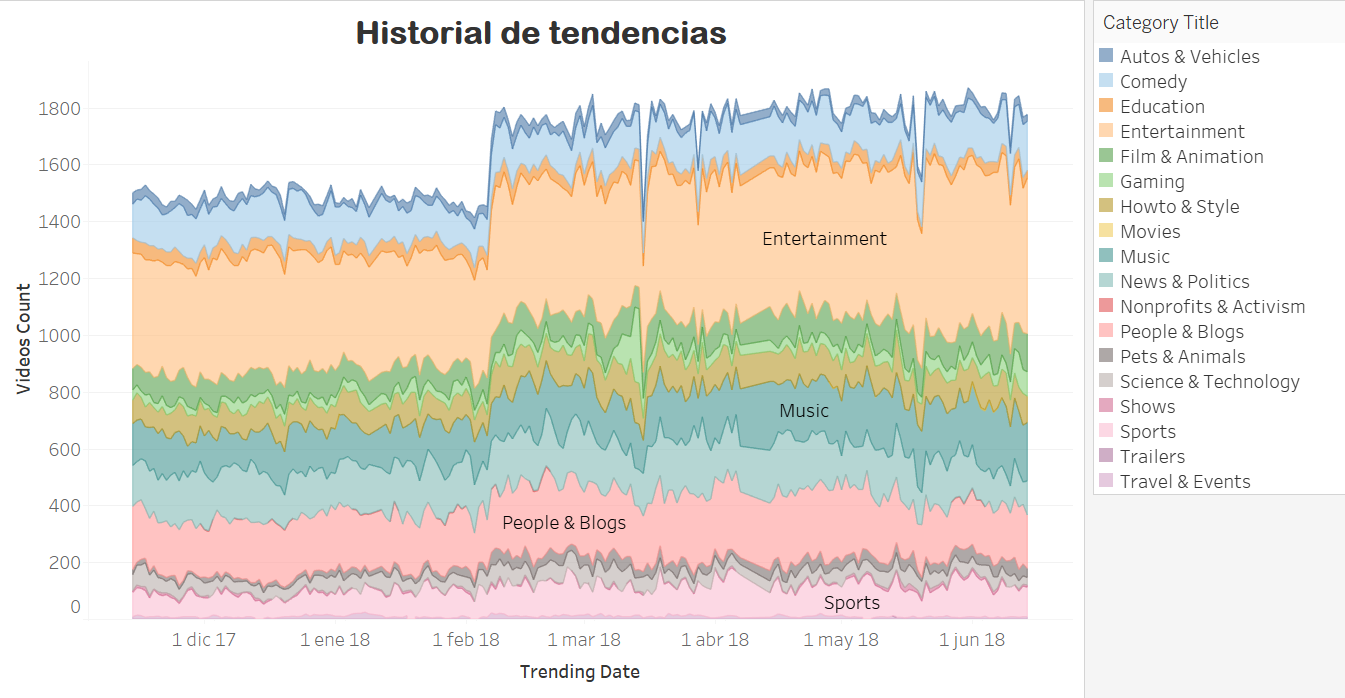 Historial de tendencias
Category Title
Autos & Vehicles
Comedy
Education
Entertainment
Film & Animation
Gaming
Howto & Style
Movies
Music
News & Politics
Nonprofits & Activism
People & Blogs
Pets & Animals
Science & Technology
Shows
Sports
Trailers
Travel & Events
Videos Count
1800
1600
1400
1200
1000
800
600
400
200
0
Entertainment
Music
People & Blogs
Sports
1 dic 17 1 ene 18 1 feb 18 1 mar 18 1 abr 18 1 may 18 1 jun 18
Trending Date